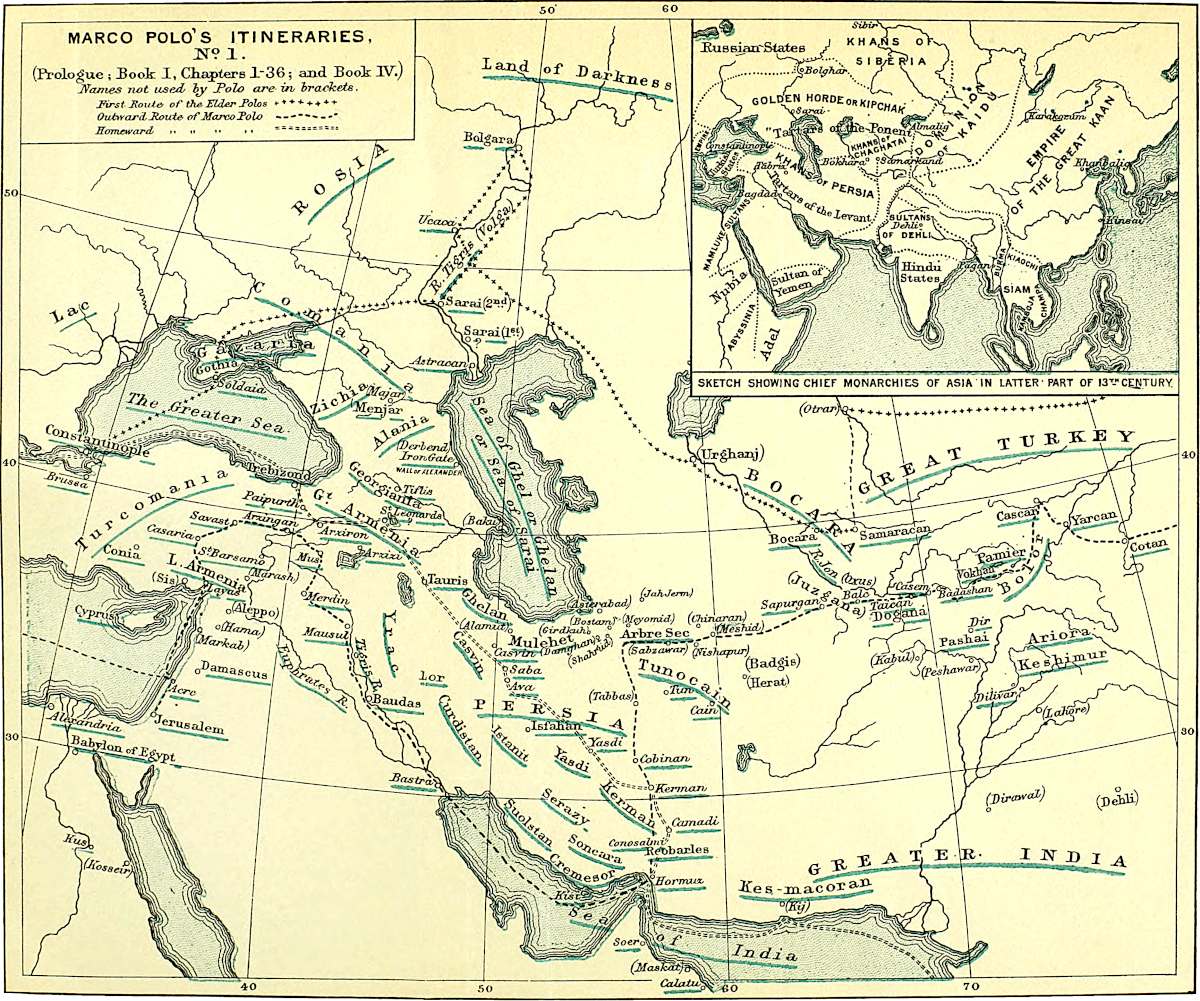 MARCO POLO'S ITINERARIES,
No. 1.
(Prologue; Book I, Chapters 1-36; and Book IV.)
Names not used by Polo are in brackets.
First Route of the Elder Polos
Outward Route of Marco Polo
Homeward " " " "
50
60
Land of Darkness
Bolgara
ROSIA
50
Ucaca
R. Tigris (Volga)
Sarai (2nd)
Sarai (1st)
Lac
Comania
Gazaria
Gothia
Soldaia
Astracan
Zichia
Majar
Menjar
Alania
The Greater Sea
Derbend
Iron Gate
WALL OF ALEXANDER
Sea of Ghel or Ghelan
or Sea of Sarai
Constantinople
40
Brussa
Trebizond
Georgiania
Tiflis
St. Leonards
Turcomania
Paipurth
Gt. Armenia
Savast
Arzingan
Arziron
(Baku)
Casaria
Conia
St. Barsamo
Mus
Arzizi
L. Armenia
(Marash)
(Sis)
Layas
Merdin
Tauris
Ghelan
Cyprus
(Aleppo)
(Hama)
(Markab)
Mausul
Tigris R.
Yrac
(Alamut)
Mulehet
Casvin
Casvin
Saba
Ava
Damascus
Euphrates R.
Lor
Acre
Baudas
Curdistan
PERSIA
Isfahan
Alexandria
Jerusalem
Istanit
Yasdi
Yasdi
Babylon of Egypt
30
Bastra
Kerman
Kerman
Cobinan
Serazy
Suolstan
Soncara
Camadi
Conosalmi
Reobarles
Cremesor
Kus
(Kosseir)
Kisi
Hormuz
Sea of India
Soer
(Maskat)
Calatu
Kes-macoran
(Kij)
GREATER INDIA
(Dirawal)
(Dehli)
30
(Lahore)
Dilivar
Keshimur
Ariora
Dir
Pashai
(Kabul)
(Peshawar)
(Badgis)
(Herat)
Tunocain
Tun
Cain
(Tabbas)
(Asterabad)
(Jah Jerm)
(Bostam)
(Meyomid)
(Chinaran)
(Girdkuh)
(Damghan)
(Shahrud)
Arbre Sec
(Sabzawar)
(Nishapur)
(Meshid)
Sapurgan
(Juzgana)
Balc
Casem
Taican
Dogana
Badashan
Vokhan
Pamier
Bolor
R. Jon (Oxus)
Bocara
Samaracan
BOCARA
Urghanj
(Otrar)
GREAT TURKEY
40
Cascar
Yarcan
Cotan
40
50
60
70
Russian States
Sibir
KHANS OF
SIBERIA
Bolghar
GOLDEN HORDE OR KIPCHAK
Sarai
"Tartars of the Ponent"
DOMINION OF KAIDU
Almalig
Karakorum
EMPIRE
OF THE GREAT KAAN
Khanbalig
Kinsai
EMPIRE
Constantinople
Turkish
States
KHANS OF
CHAGHATAI
Tabriz
Bokhara
Samarkand
KHANS OF PERSIA
Bagdad
Tartars of the Levant
MAMLUKE SULTANS
SULTANS
Dehli
OF DEHLI
Hindu
States
Pagan
BURMA
KIAOCHI
SIAM
KAMBOJA
CHAMPA
Nubia
Sultan of
Yemen
ABYSSINIA
Adel
SKETCH SHOWING CHIEF MONARCHIES OF ASIA IN LATTER PART OF 13TH CENTURY